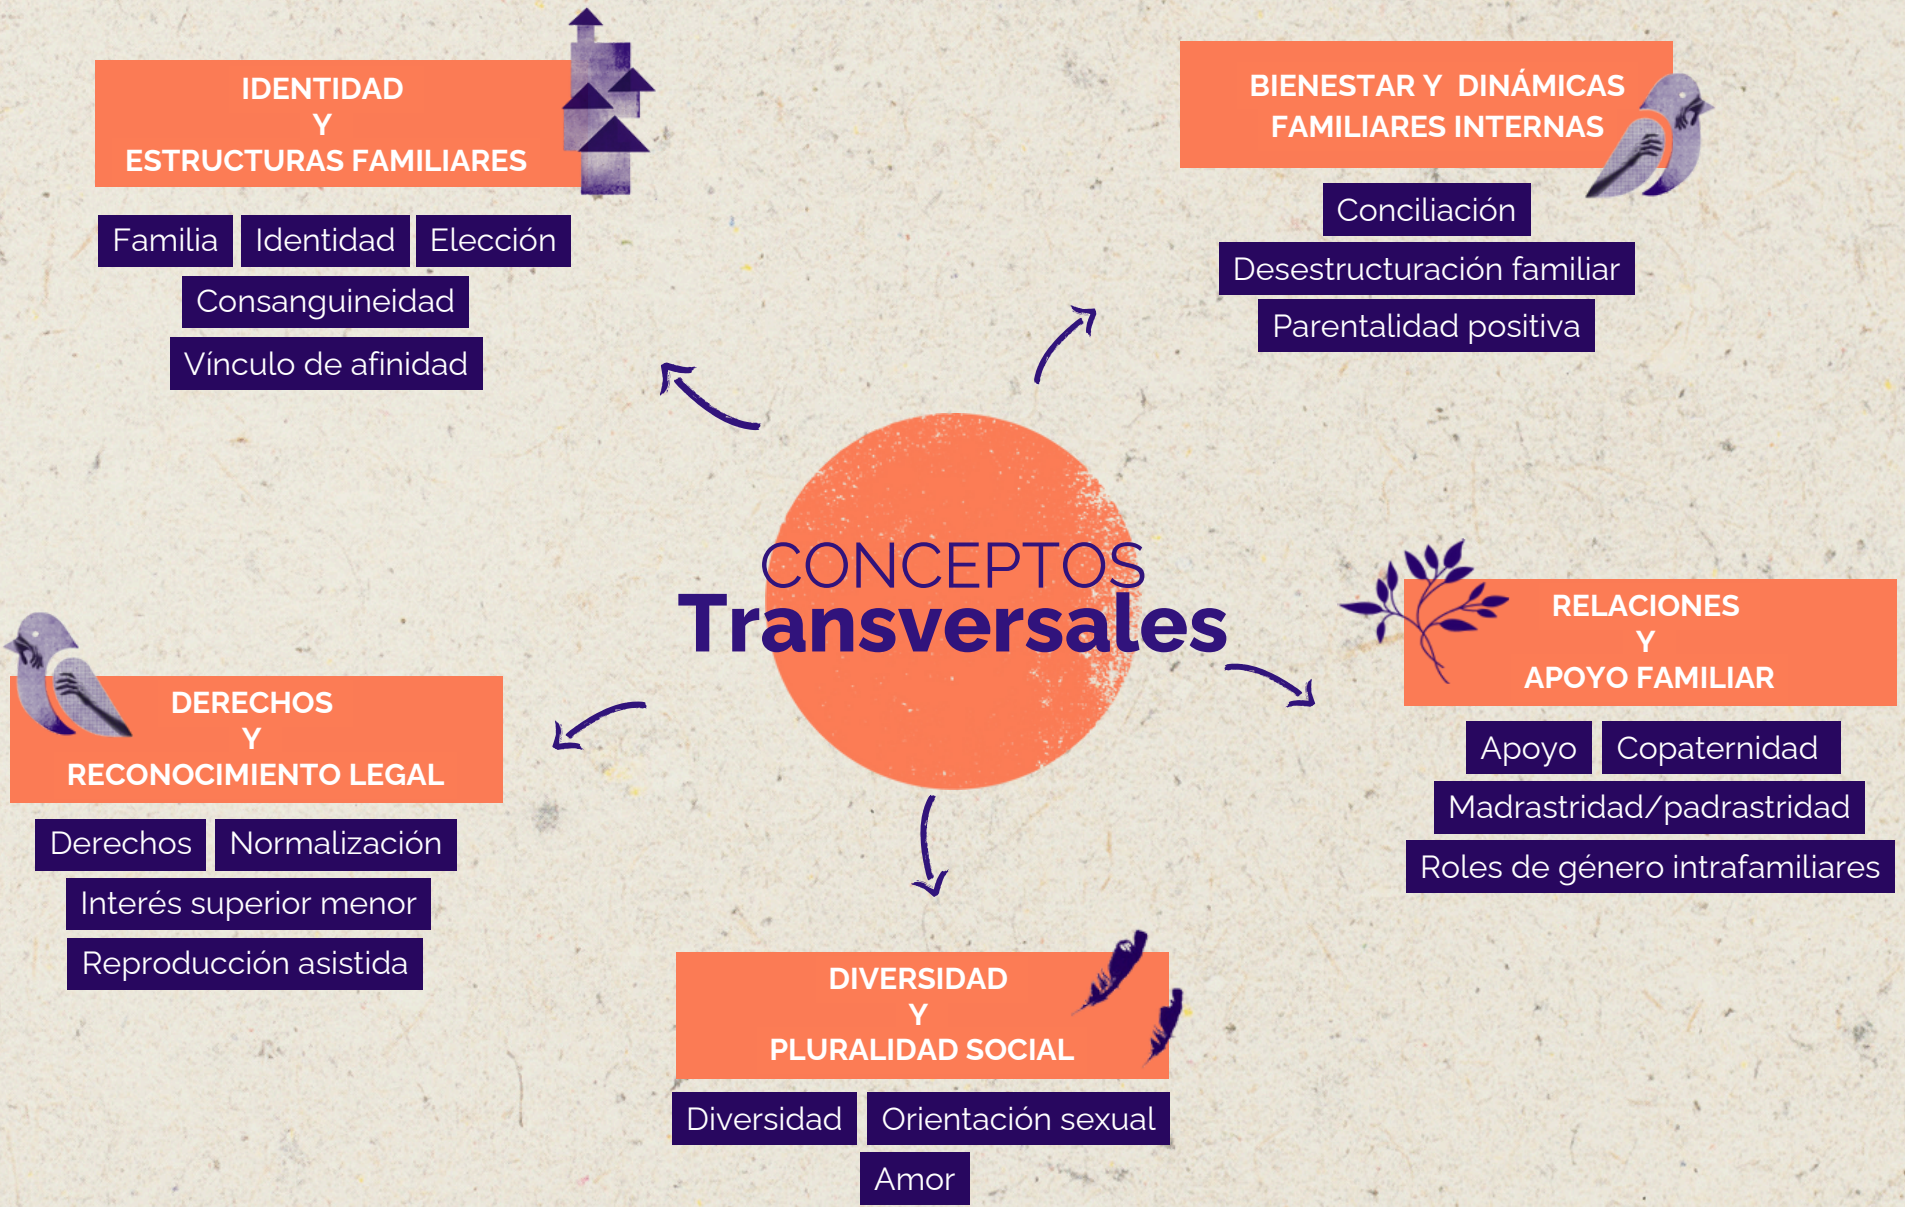 IDENTIDAD
Y
ESTRUCTURAS FAMILIARES
Familia
Identidad
Elección
Consanguineidad
Vínculo de afinidad
BIENESTAR Y DINÁMICAS
FAMILIARES INTERNAS
Conciliación
Desestructuración familiar
Parentalidad positiva
CONCEPTOS
Transversales
RELACIONES
Y
APOYO FAMILIAR
Apoyo
Copaternidad
Madrastridad/padrastridad
Roles de género intrafamiliares
DERECHOS
Y
RECONOCIMIENTO LEGAL
Derechos
Normalización
Interés superior menor
Reproducción asistida
DIVERSIDAD
Y
PLURALIDAD SOCIAL
Diversidad
Orientación sexual
Amor